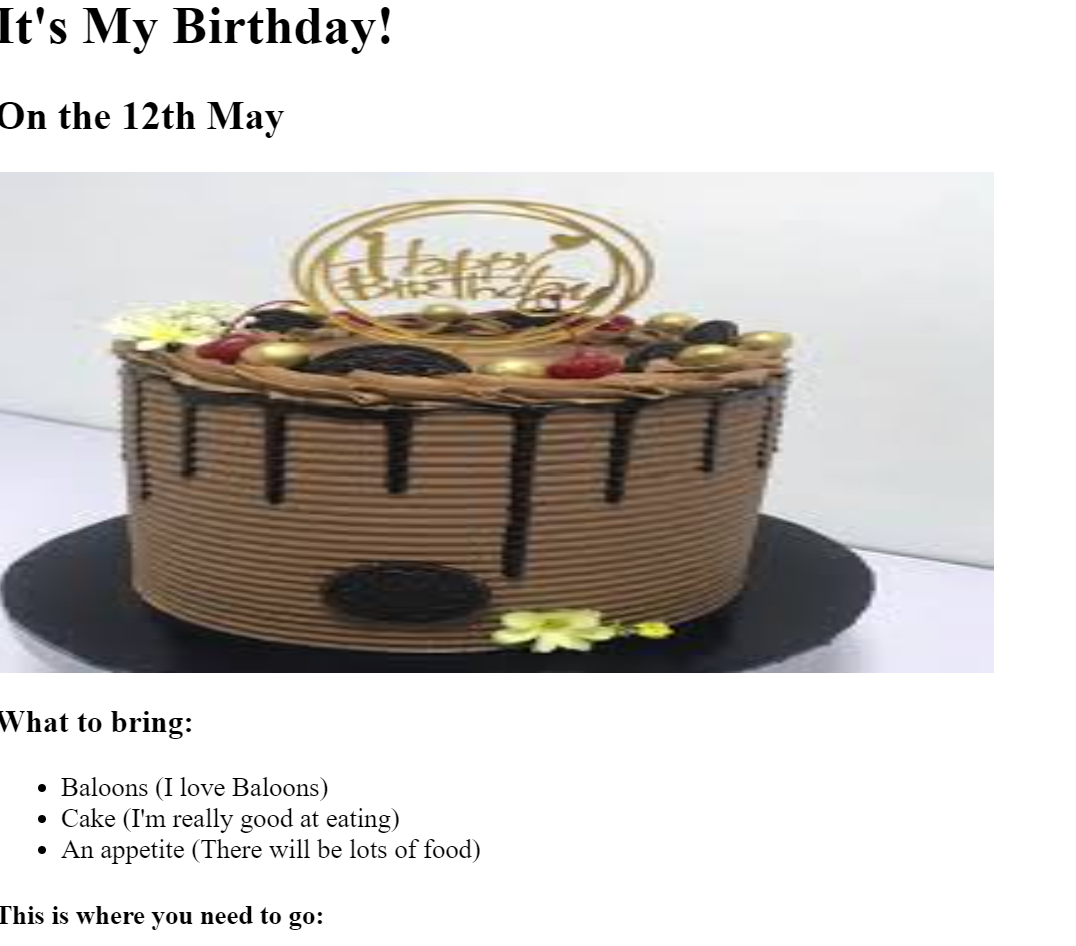 It's My Birthday!
On the 12th May
Happy
Birthday
What to bring:
Baloons (I love Baloons)
Cake (I'm really good at eating)
An appetite (There will be lots of food)
This is where you need to go: